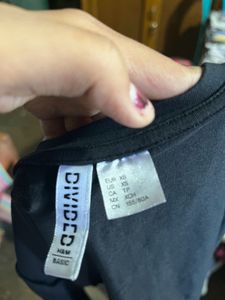 DIVIDED
H&M
BASIC
EUR XS
US XS
CA TP
MX XCH
CN 155/80A